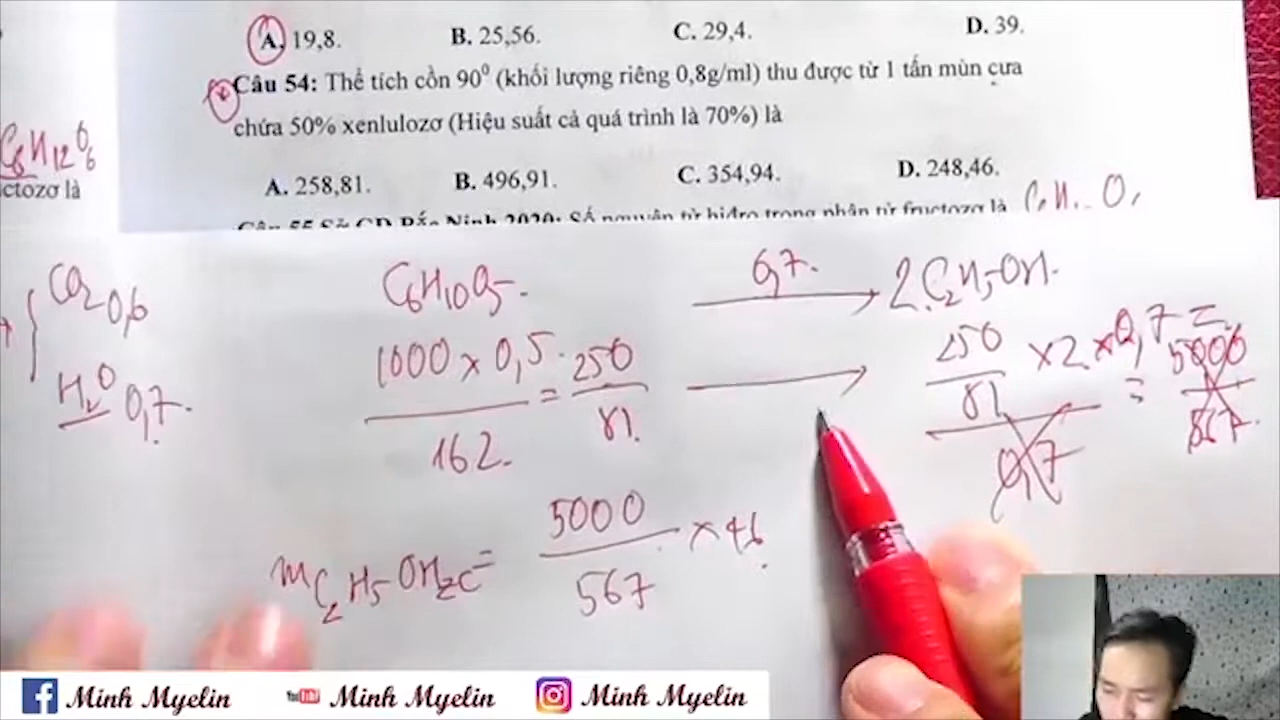 A. 19,8. B. 25,56. C. 29,4. D. 39.
Câu 54: Thể tích cồn 90⁰ (khối lượng riêng 0,8g/ml) thu được từ 1 tấn mùn cưa
chứa 50% xenlulozơ (Hiệu suất cả quá trình là 70%) là
A. 258,81. B. 496,91. C. 354,94. D. 248,46.
C6H12O6
ctozơ là
CO2 0,6
H2O 0,7.
C6H10O5 0,7. 2C2H5OH
1000 x 0,5 = 250
162. 81.
250 x 2 x 0,7 =
81
0,7
= 5000
567
mC2H5OH = 5000 x 46
567
Minh Myelin Minh Myelin Minh Myelin